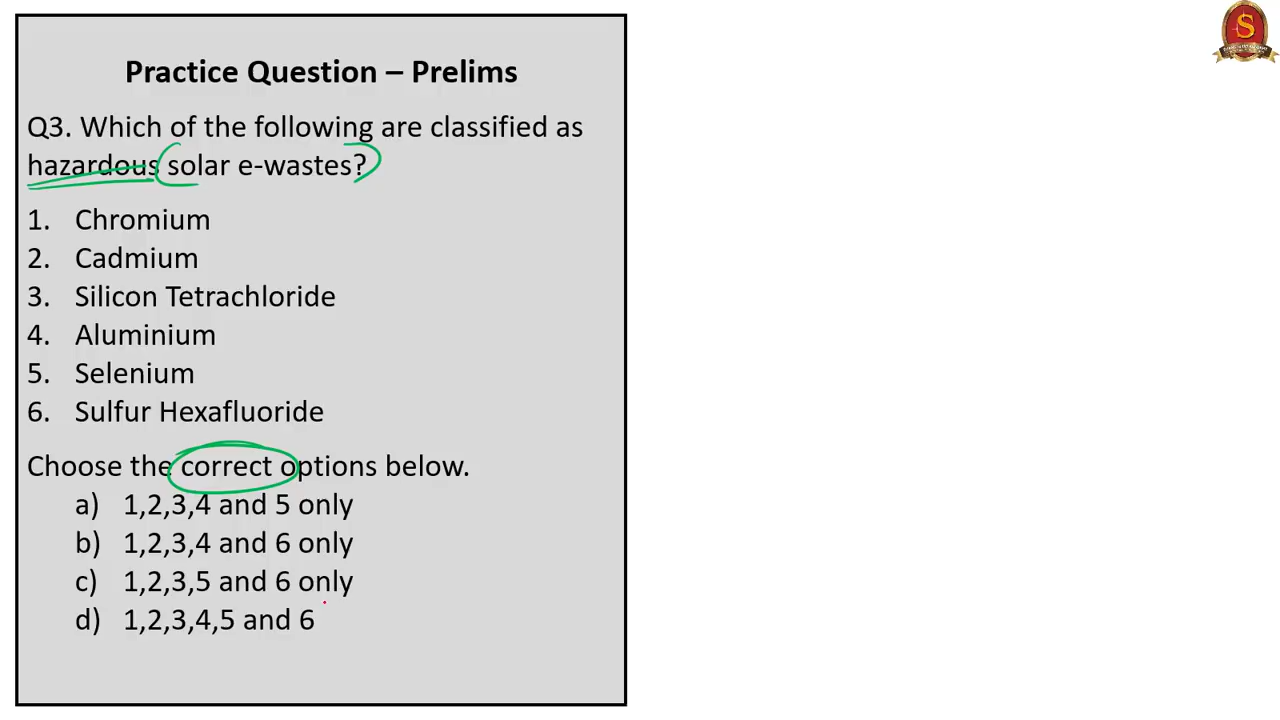 Practice Question – Prelims
Q3. Which of the following are classified as
hazardous solar e-wastes?
1. Chromium
2. Cadmium
3. Silicon Tetrachloride
4. Aluminium
5. Selenium
6. Sulfur Hexafluoride
Choose the correct options below.
a) 1,2,3,4 and 5 only
b) 1,2,3,4 and 6 only
c) 1,2,3,5 and 6 only
d) 1,2,3,4,5 and 6
S